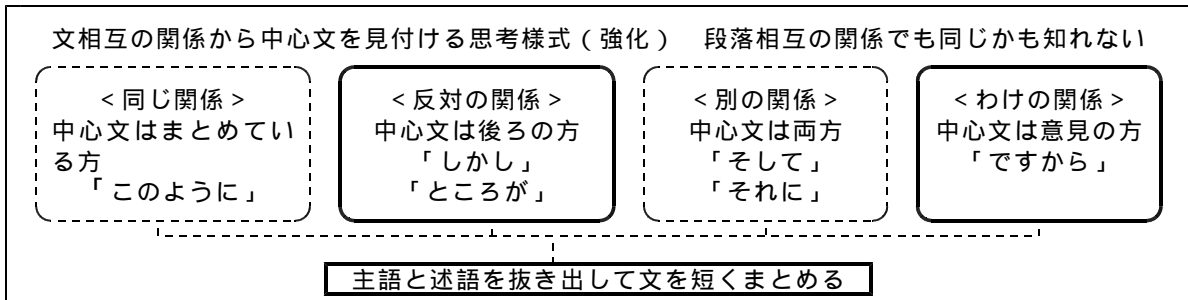 文相互の関係から中心文を見付ける思考様式(強化) 段落相互の関係でも同じかも知れない
<同じ関係>
中心文はまとめてい
る方
「このように」
<反対の関係>
中心文は後ろの方
「しかし」
「ところが」
<別の関係>
中心文は両方
「そして」
「それに」
<わけの関係>
中心文は意見の方
「ですから」
主語と述語を抜き出して文を短くまとめる